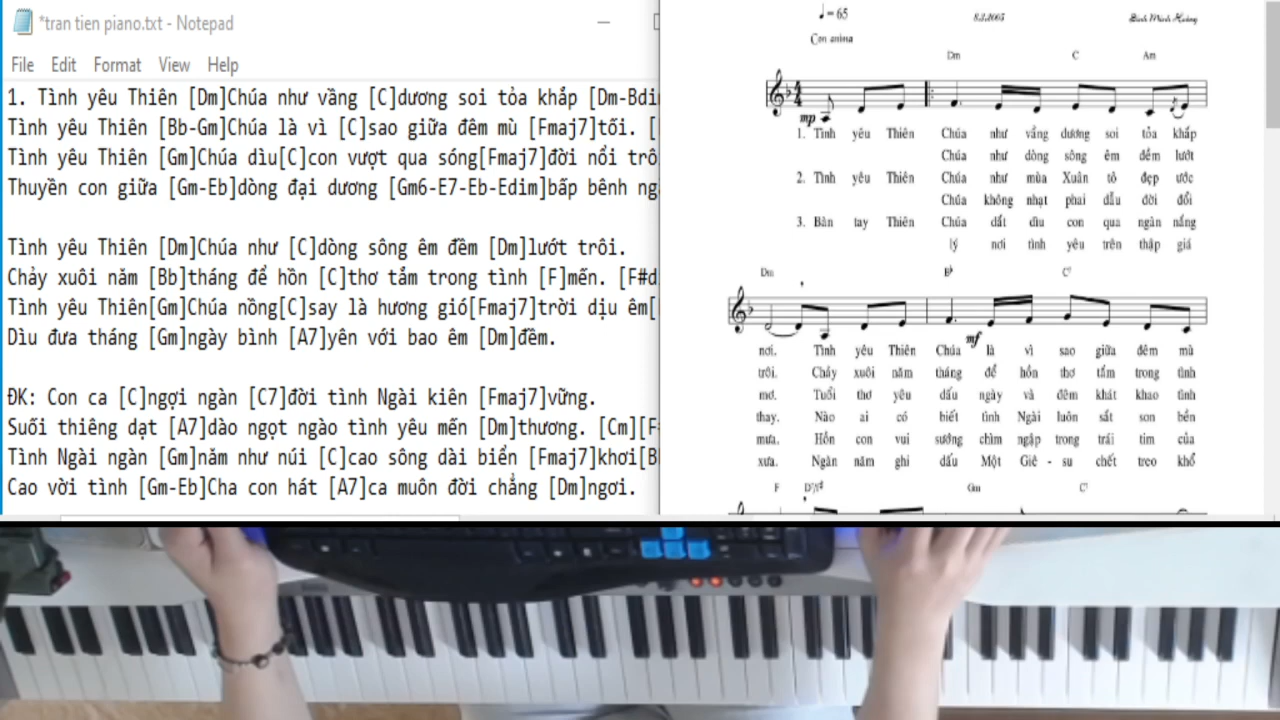 *tran tien piano.txt - Notepad
File Edit Format View Help
1. Tình yêu Thiên [Dm]Chúa như vầng [C]dương soi tỏa khắp [Dm-Bdi
Tình yêu Thiên [Bb-Gm]Chúa là vì [C]sao giữa đêm mù [Fmaj7]tối. [
Tình yêu Thiên [Gm]Chúa dìu[C]con vượt qua sóng[Fmaj7]đời nổi trô
Thuyền con giữa [Gm-Eb]dòng đại dương [Gm6-E7-Eb-Edim]bấp bênh ng
Tình yêu Thiên [Dm]Chúa như [C]dòng sông êm đềm [Dm]lướt trôi.
Chảy xuôi năm [Bb]tháng để hồn [C]thơ tắm trong tình [F]mến. [F#d
Tình yêu Thiên[Gm]Chúa nồng[C]say là hương gió[Fmaj7]trời dịu êm[
Dìu đưa tháng [Gm]ngày bình [A7]yên với bao êm [Dm]đềm.
ĐK: Con ca [C]ngợi ngàn [C7]đời tình Ngài kiên [Fmaj7]vững.
Suối thiêng dạt [A7]dào ngọt ngào tình yêu mến [Dm]thương. [Cm][F
Tình Ngài ngàn [Gm]năm như núi [C]cao sông dài biển [Fmaj7]khơi[B
Cao vời tình [Gm-Eb]Cha con hát [A7]ca muôn đời chẳng [Dm]ngơi.
♩ = 65
8.2.2005
Đinh Minh Hoàng
Con anima
Dm C Am
mp
1. Tình yêu Thiên Chúa như vầng dương soi tỏa khắp
Chúa như dòng sông êm đềm lướt
2. Tình yêu Thiên Chúa như mùa Xuân tô đẹp ước
Chúa không nhạt phai dẫu đời đổi
3. Bàn tay Thiên Chúa dắt dìu con qua ngàn nắng
lý nơi tình yêu trên thập giá
Dm Bb C7
mf
nơi. Tình yêu Thiên Chúa là vì sao giữa đêm mù
trôi. Chảy xuôi năm tháng để hồn thơ tắm trong tình
mơ. Tuổi thơ yêu dấu ngày và đêm khát khao tình
thay. Nào ai có biết tình Ngài luôn sắt son bền
mưa. Hồn con vui sướng chìm ngập trong trái tim của
xưa. Ngàn năm ghi dấu Một Giê - su chết treo khổ
F Gm C7